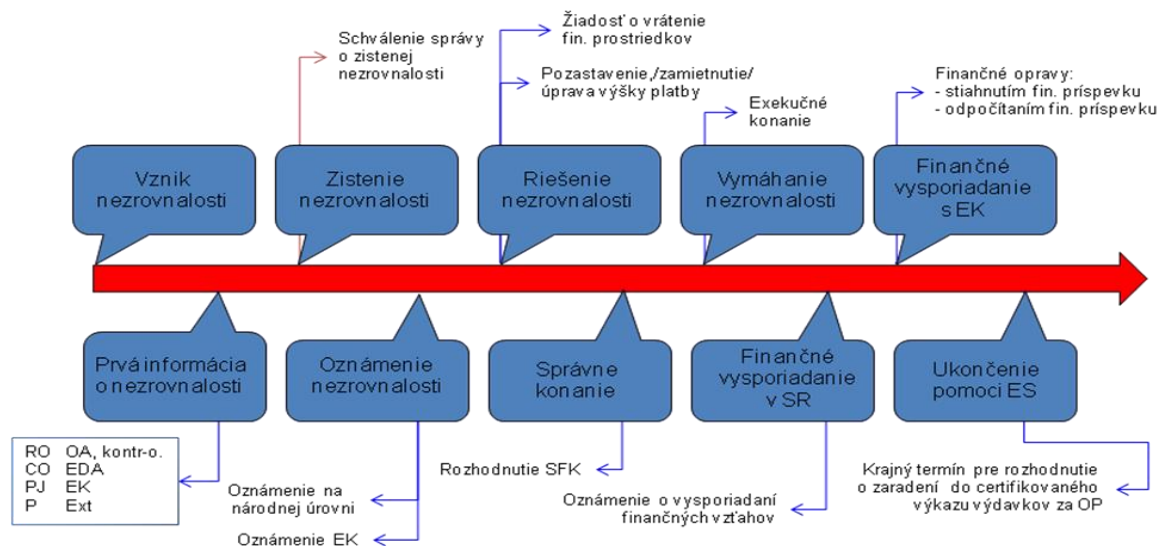 Schválenie správy
o zistenej
nezrovnalosti
Žiadosť o vrátenie
fin. prostriedkov
Pozastavenie,/zamietnutie/
úprava výšky platby
Exekučné
konanie
Finančné opravy:
- stiahnutím fin. príspevku
- odpočítaním fin. príspevku
Vznik
nezrovnalosti
Zistenie
nezrovnalosti
Riešenie
nezrovnalosti
Vymáhanie
nezrovnalosti
Finančné
vysporiadanie
s EK
Prvá informácia
o nezrovnalosti
Oznámenie
nezrovnalosti
Správne
konanie
Finančné
vysporiadanie
v SR
Ukončenie
pomoci ES
RO OA, kontr-o.
CO EDA
PJ EK
P Ext
Oznámenie na
národnej úrovni
Oznámenie EK
Rozhodnutie SFK
Oznámenie o vysporiadaní
finančných vzťahov
Krajný termín pre rozhodnutie
o zaradení do certifikovaného
výkazu výdavkov za OP